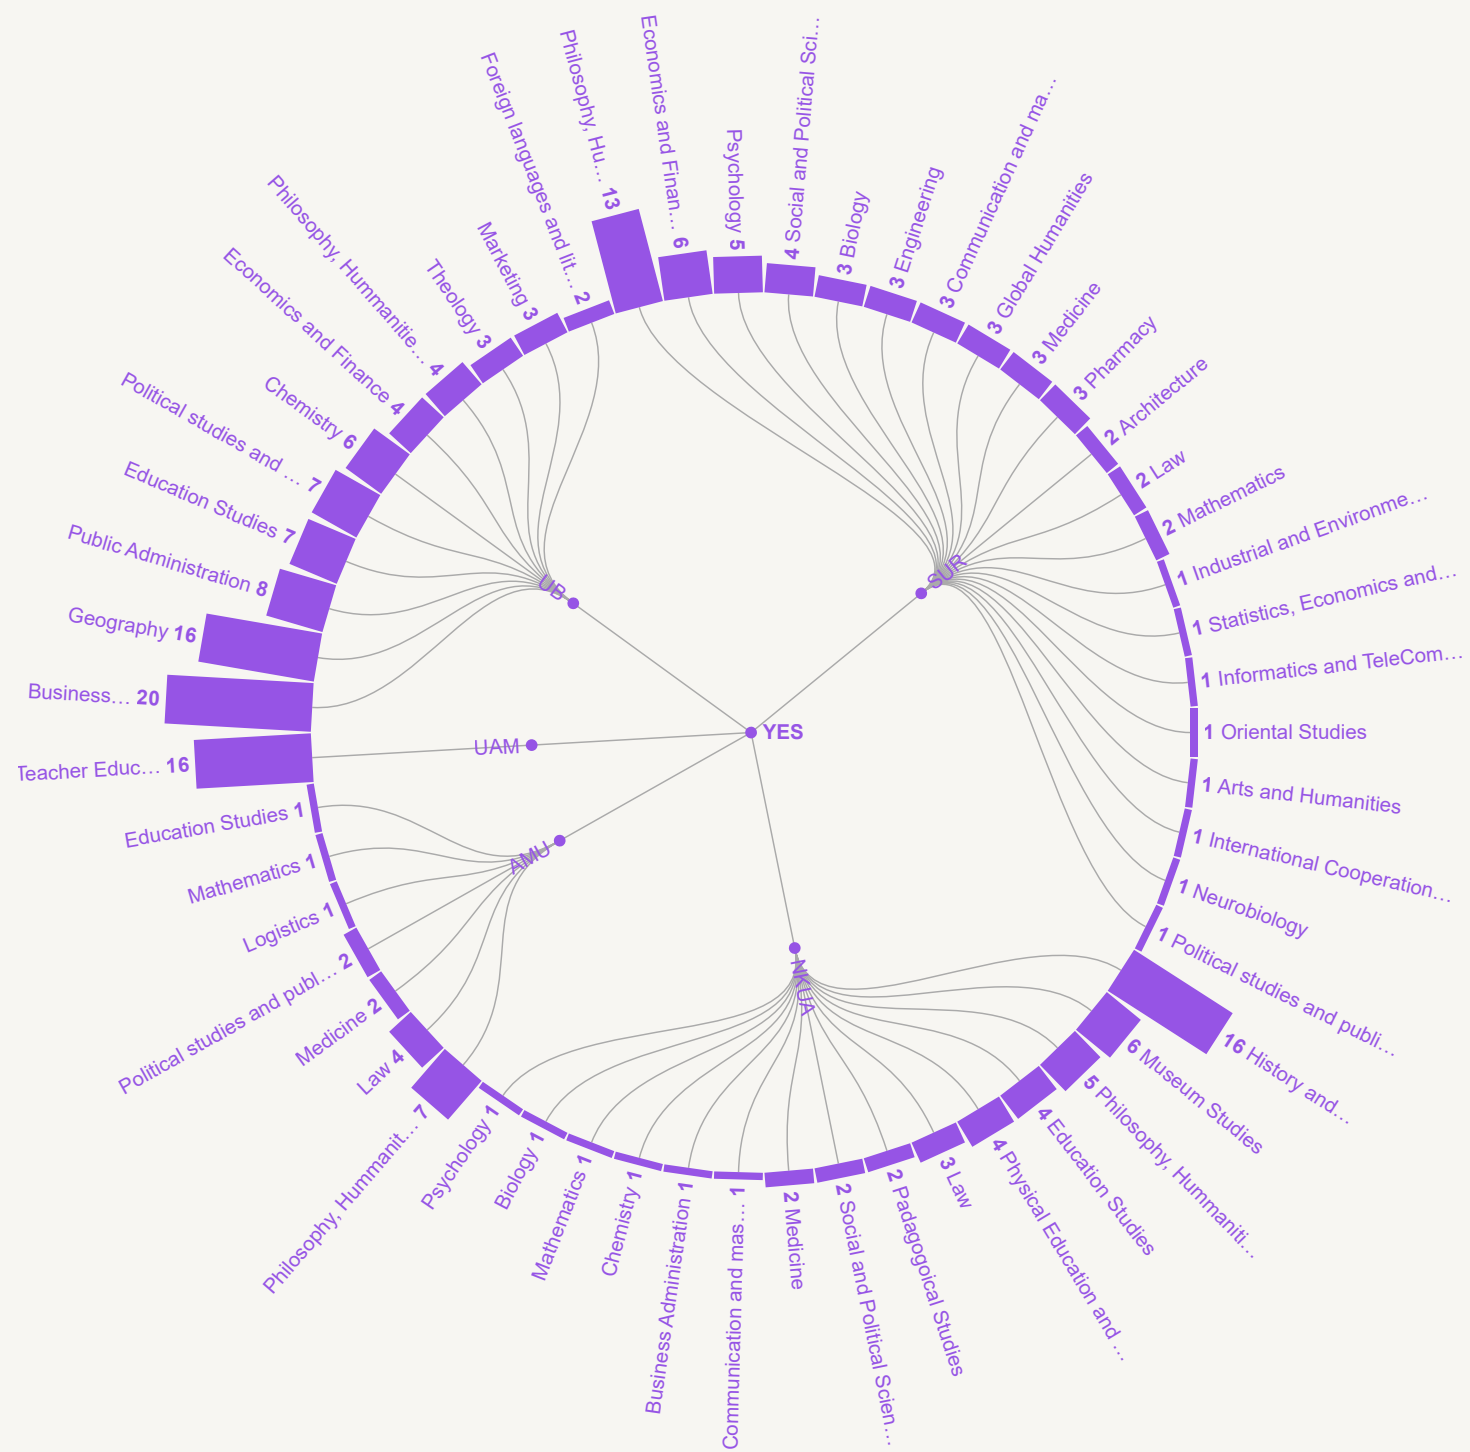 YES
SUR
Philosophy, Hu… 13
Economics and Finan… 6
Psychology 5
4 Social and Political Sci…
3 Biology
3 Engineering
3 Communication and ma…
3 Global Humanities
3 Medicine
3 Pharmacy
2 Architecture
2 Law
2 Mathematics
1 Industrial and Environme…
1 Statistics, Economics and…
1 Informatics and TeleCom…
1 Oriental Studies
1 Arts and Humanities
1 International Cooperation…
1 Neurobiology
1 Political studies and publi…
NKUA
16 History and…
6 Museum Studies
5 Philosophy, Humманiti…
4 Education Studies
4 Physical Education and …
3 Law
2 Padagogoical Studies
2 Social and Political Scien…
2 Medicine
Communication and mas… 1
Business Administration 1
Chemistry 1
Mathematics 1
Biology 1
Psychology 1
AMU
Philosophy, Hummanit… 7
Law 4
Medicine 2
Political studies and publ… 2
Logistics 1
Mathematics 1
Education Studies 1
UAM
Teacher Educ… 16
UB
Business… 20
Geography 16
Public Administration 8
Education Studies 7
Political studies and … 7
Chemistry 6
Economics and Finance 4
Philosophy, Hummanitie… 4
Theology 3
Marketing 3
Foreign languages and lit… 2